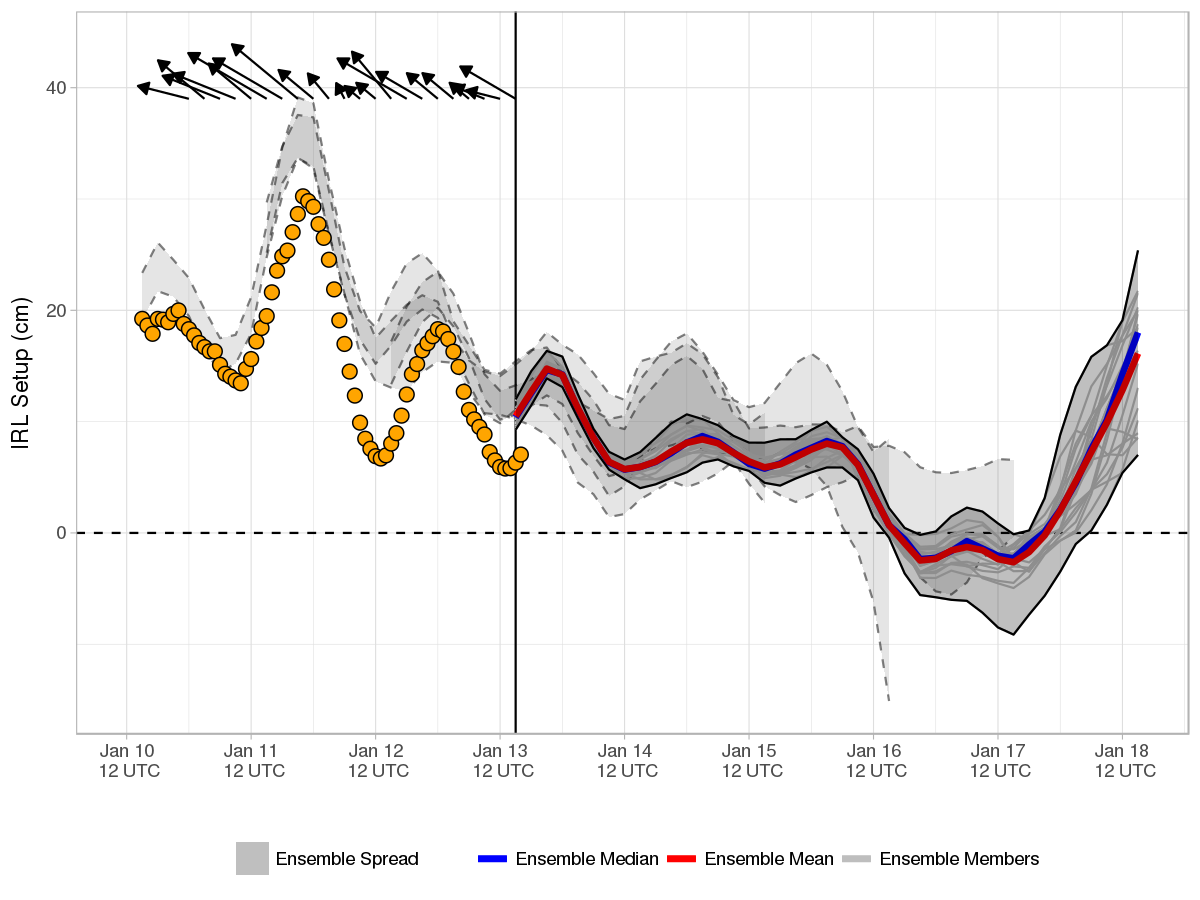 40
20
0
IRL Setup (cm)
Jan 10
12 UTC
Jan 11
12 UTC
Jan 12
12 UTC
Jan 13
12 UTC
Jan 14
12 UTC
Jan 15
12 UTC
Jan 16
12 UTC
Jan 17
12 UTC
Jan 18
12 UTC
Ensemble Spread
Ensemble Median
Ensemble Mean
Ensemble Members